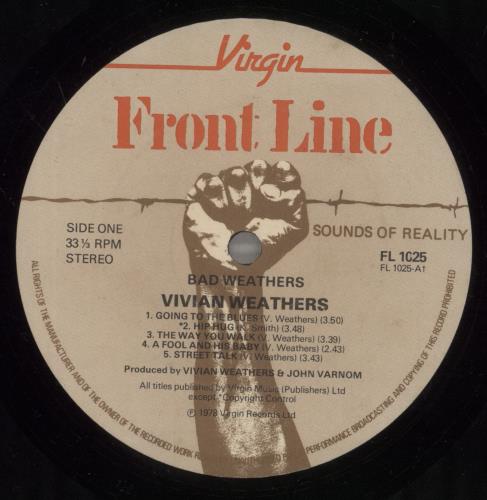 Virgin
Front Line
SOUNDS OF REALITY
SIDE ONE
33⅓ RPM
STEREO
FL 1025
FL 1025-A†
BAD WEATHERS
VIVIAN WEATHERS
1. GOING TO THE BLUES (V. Weathers) (3.50)
*2. HIP HUG (K. Smith) (3.48)
3. THE WAY YOU WALK (V. Weathers) (3.39)
4. A FOOL AND HIS BABY (V. Weathers) (2.43)
5. STREET TALK (V. Weathers) (3.43)
Produced by VIVIAN WEATHERS & JOHN VARNOM
All titles published by Virgin Music (Publishers) Ltd
except *Copyright Control
℗ 1978 Virgin Records Ltd
ALL RIGHTS OF THE MANUFACTURER AND OF THE OWNER OF THE RECORDED WORK PERFORMANCE BROADCASTING AND COPYING OF THIS RECORD PROHIBITED